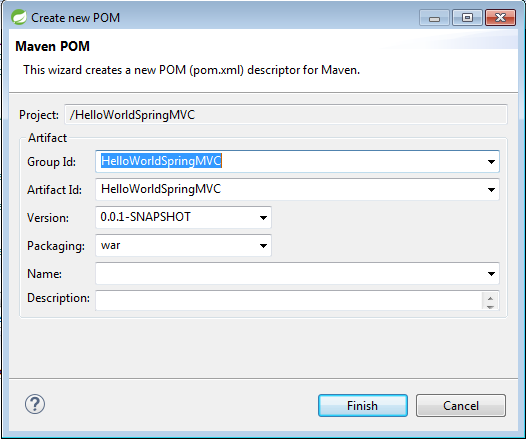 Create new POM
Maven POM
This wizard creates a new POM (pom.xml) descriptor for Maven.
Project: /HelloWorldSpringMVC
Artifact
Group Id: HelloWorldSpringMVC
Artifact Id: HelloWorldSpringMVC
Version: 0.0.1-SNAPSHOT
Packaging: war
Name:
Description:
? Finish Cancel